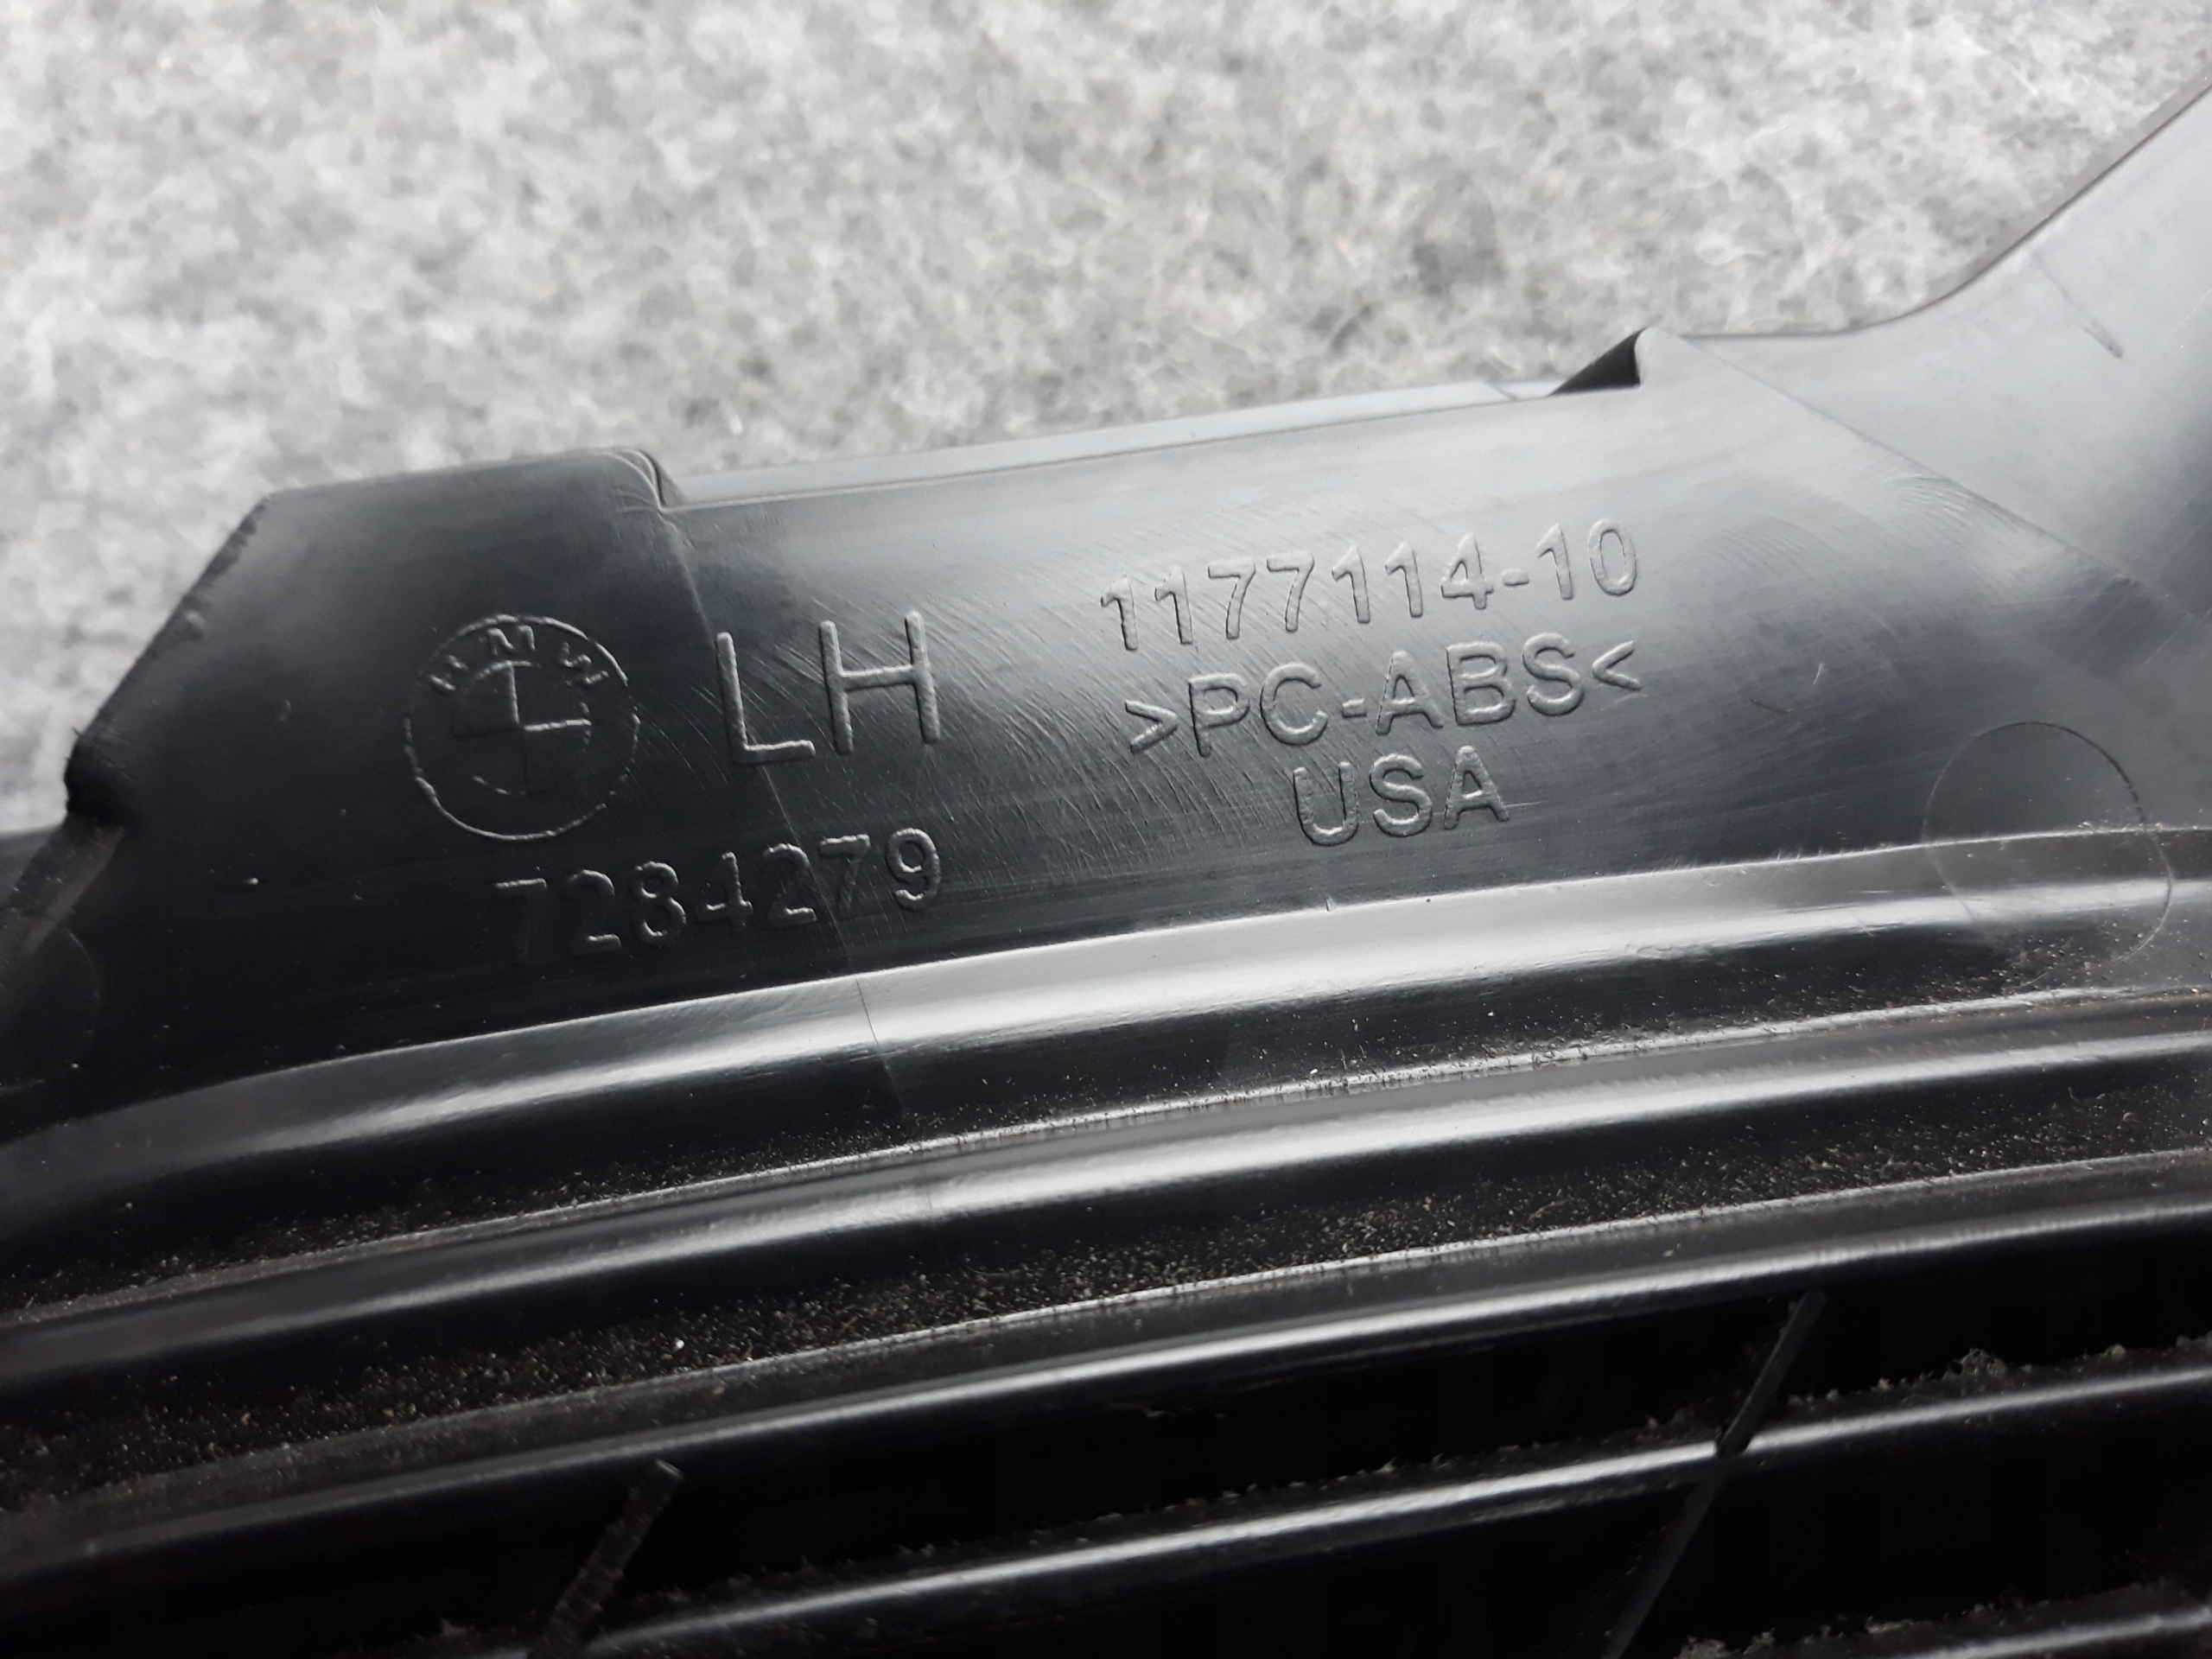 BMW
LH
7284279
1177114-10
>PC-ABS<
USA